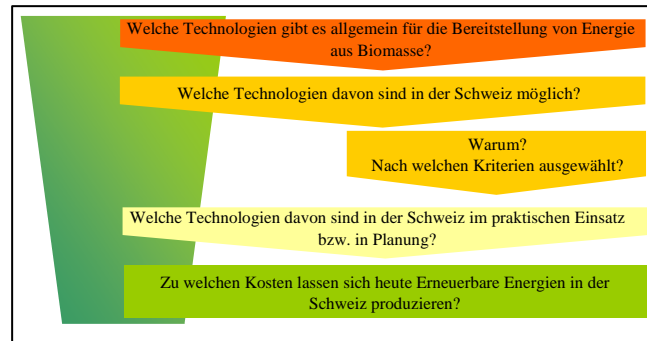 Welche Technologien gibt es allgemein für die Bereitstellung von Energie
aus Biomasse?
Welche Technologien davon sind in der Schweiz möglich?
Warum?
Nach welchen Kriterien ausgewählt?
Welche Technologien davon sind in der Schweiz im praktischen Einsatz
bzw. in Planung?
Zu welchen Kosten lassen sich heute Erneuerbare Energien in der
Schweiz produzieren?